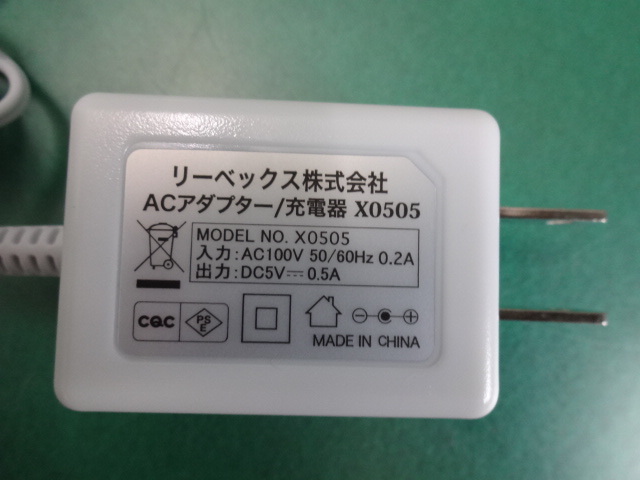 リーベックス株式会社
ACアダプター/充電器 X0505
MODEL NO. X0505
入力:AC100V 50/60Hz 0.2A
出力:DC5V⎓0.5A
CQC
PS
E
MADE IN CHINA